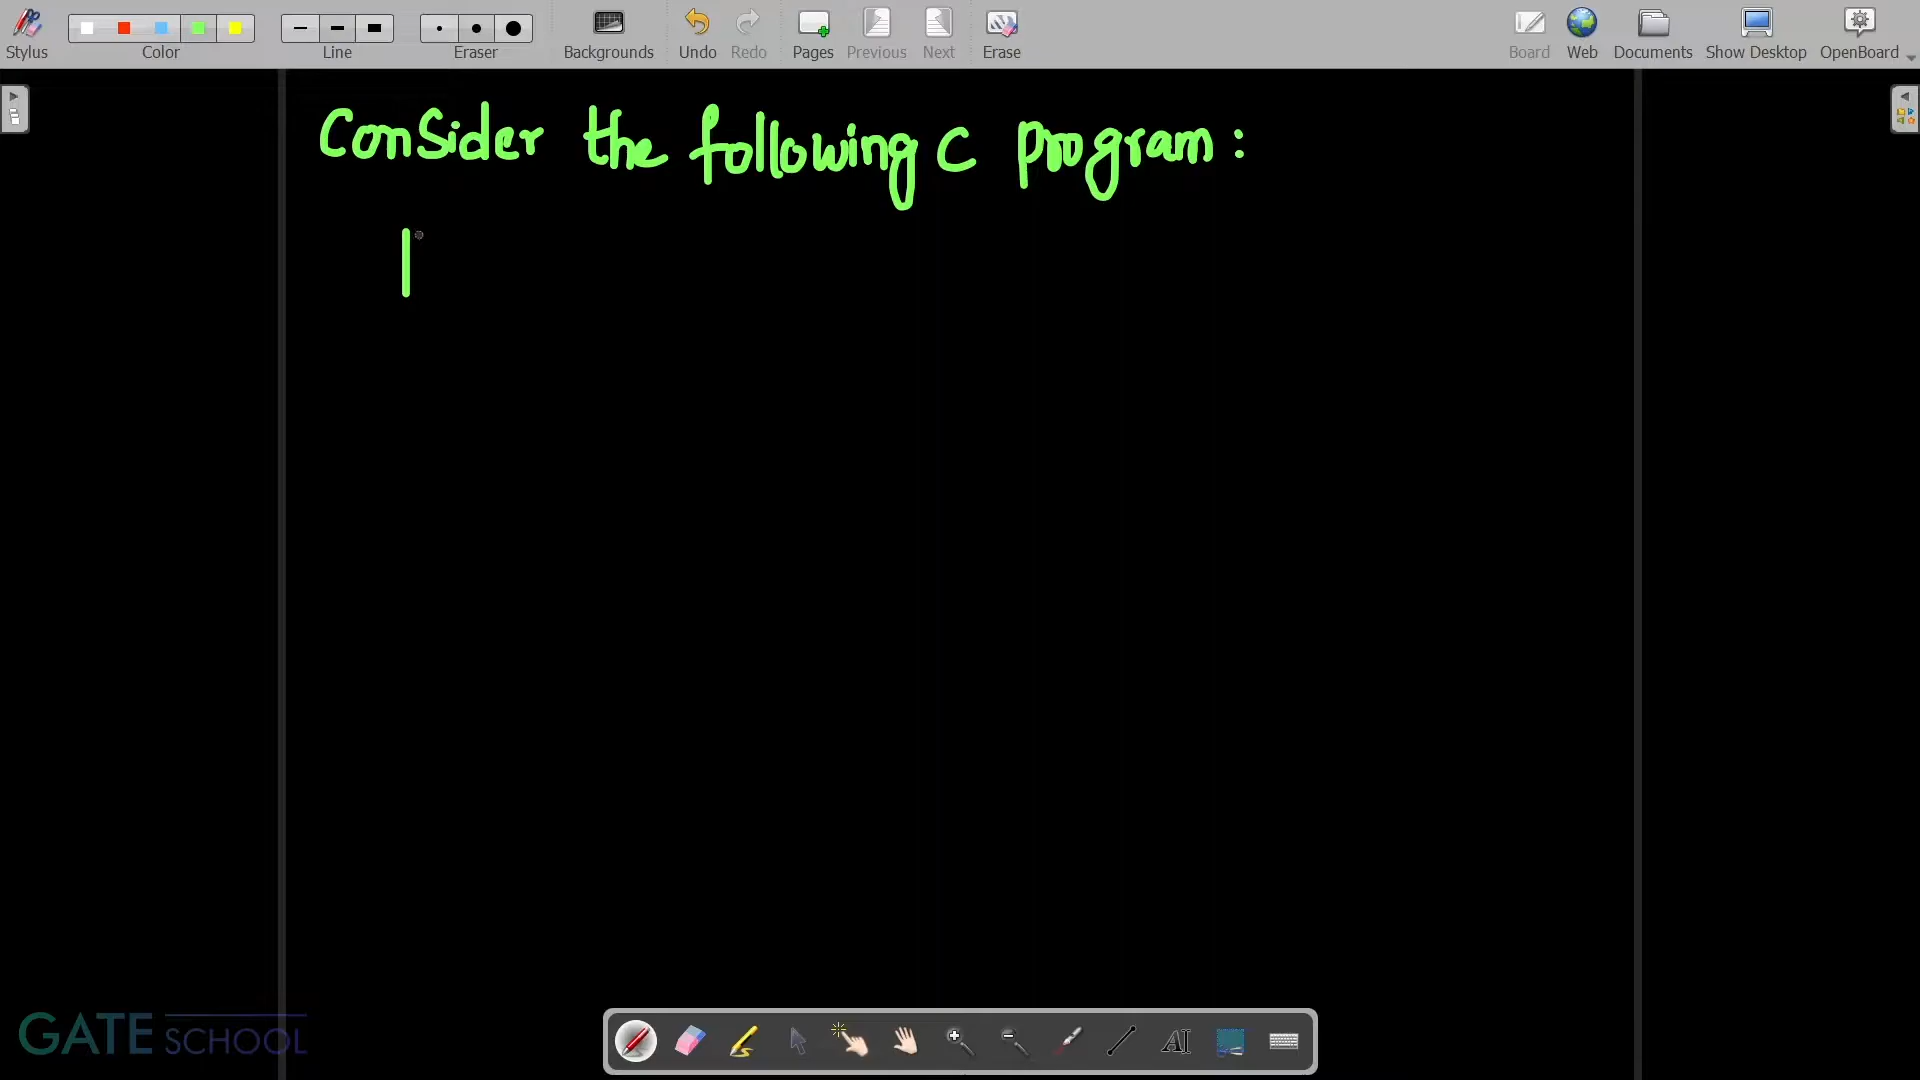 Stylus Color Line Eraser Backgrounds Undo Redo Pages Previous Next Erase Board Web Documents Show Desktop OpenBoard
Consider the following C program:
GATE SCHOOL